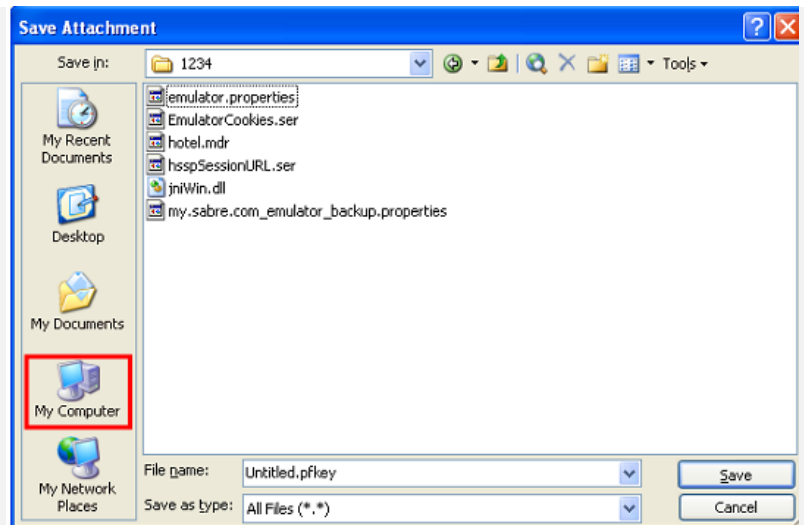 Save Attachment
Save in:
1234
Tools
My Recent
Documents
Desktop
My Documents
My Computer
My Network
Places
emulator.properties
EmulatorCookies.ser
hotel.mdr
hsspSessionURL.ser
jniWin.dll
my.sabre.com_emulator_backup.properties
File name:
Untitled.pfkey
Save
Save as type:
All Files (*.*)
Cancel